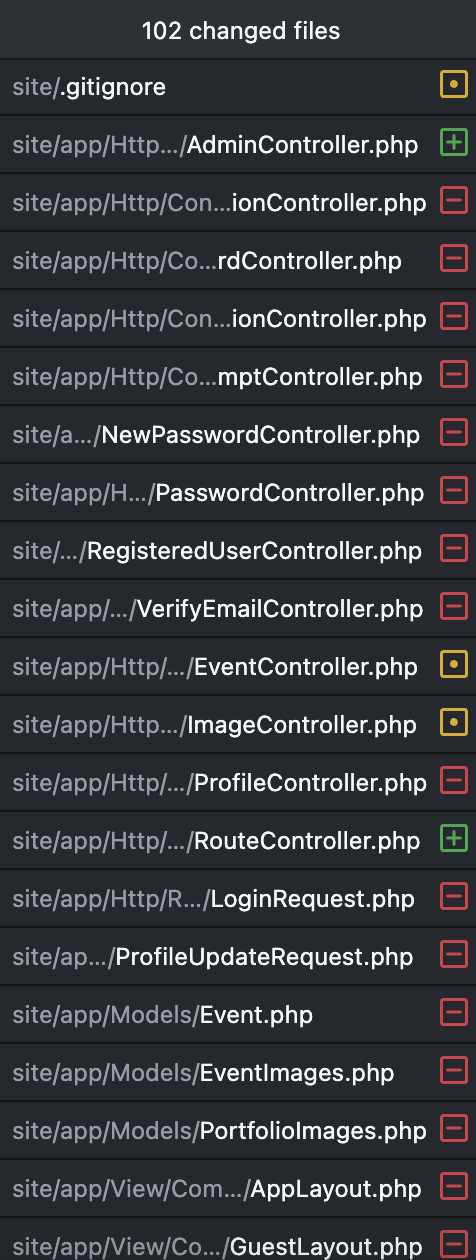 102 changed files
site/.gitignore
site/app/Http.../AdminController.php
site/app/Http/Con...ionController.php
site/app/Http/Co...rdController.php
site/app/Http/Con...ionController.php
site/app/Http/Co...mptController.php
site/a.../NewPasswordController.php
site/app/H.../PasswordController.php
site/.../RegisteredUserController.php
site/app/.../VerifyEmailController.php
site/app/Http/.../EventController.php
site/app/Http.../ImageController.php
site/app/Http/.../ProfileController.php
site/app/Http/.../RouteController.php
site/app/Http/R.../LoginRequest.php
site/ap.../ProfileUpdateRequest.php
site/app/Models/Event.php
site/app/Models/EventImages.php
site/app/Models/PortfolioImages.php
site/app/View/Com.../AppLayout.php
site/app/View/Co.../GuestLayout.php